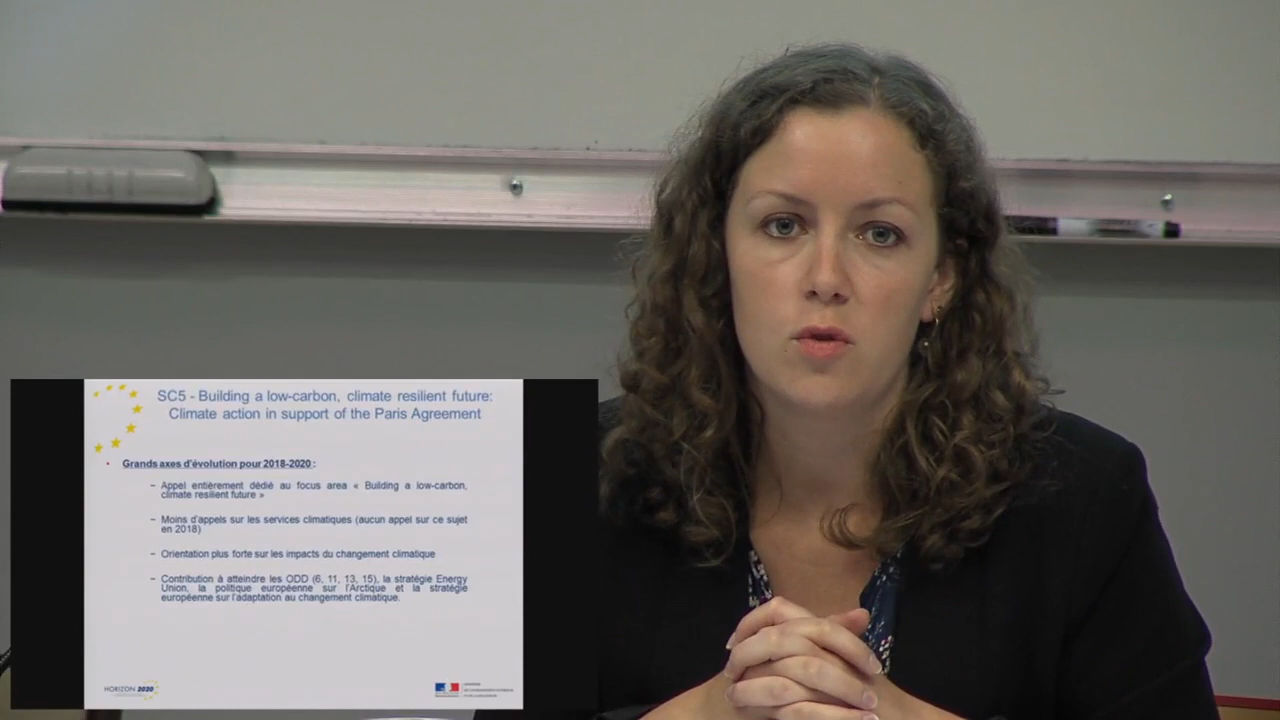 SC5 - Building a low-carbon, climate resilient future:
Climate action in support of the Paris Agreement
Grands axes d'évolution pour 2018-2020 :
– Appel entièrement dédié au focus area « Building a low-carbon,
climate resilient future »
– Moins d'appels sur les services climatiques (aucun appel sur ce sujet
en 2018)
– Orientation plus forte sur les impacts du changement climatique
– Contribution à atteindre les ODD (6, 11, 13, 15), la stratégie Energy
Union, la politique européenne sur l'Arctique et la stratégie
européenne sur l'adaptation au changement climatique.
HORIZON 2020